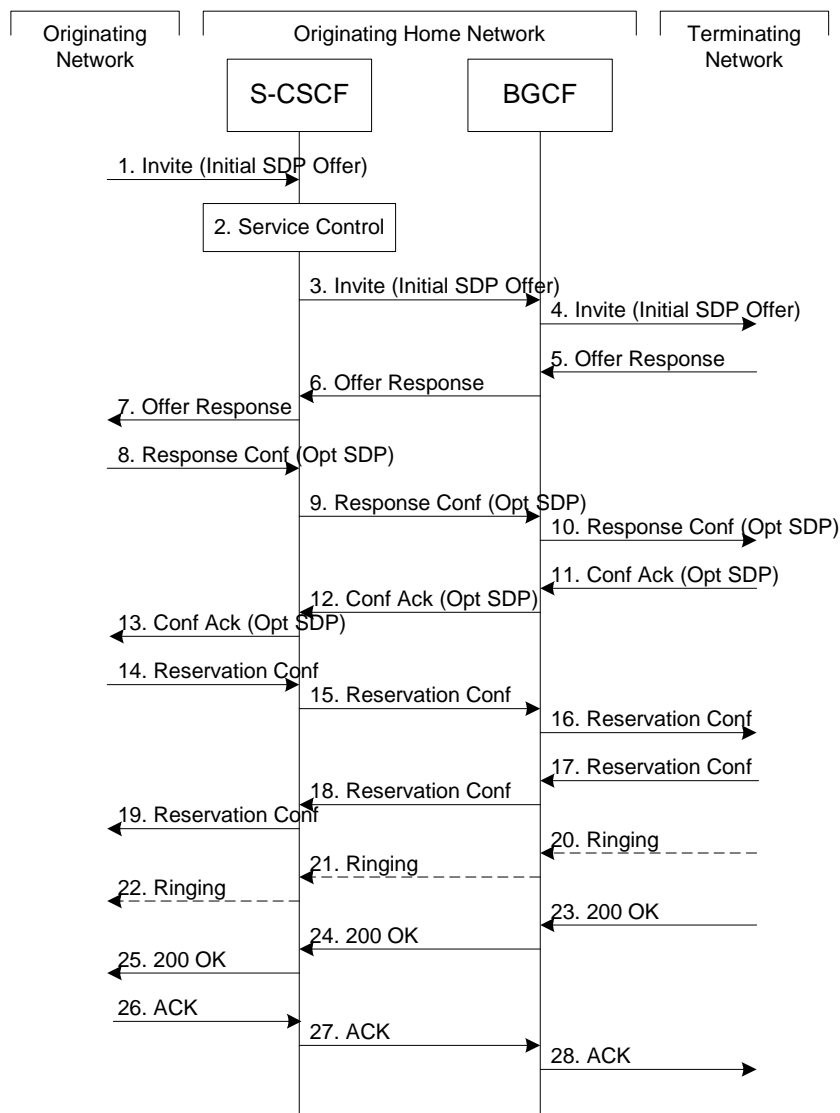 Originating
Network
Originating Home Network
Terminating
Network
S-CSCF
BGCF
1. Invite (Initial SDP Offer)
2. Service Control
3. Invite (Initial SDP Offer)
4. Invite (Initial SDP Offer)
5. Offer Response
6. Offer Response
7. Offer Response
8. Response Conf (Opt SDP)
9. Response Conf (Opt SDP)
10. Response Conf (Opt SDP)
11. Conf Ack (Opt SDP)
12. Conf Ack (Opt SDP)
13. Conf Ack (Opt SDP)
14. Reservation Conf
15. Reservation Conf
16. Reservation Conf
17. Reservation Conf
18. Reservation Conf
19. Reservation Conf
20. Ringing
21. Ringing
22. Ringing
23. 200 OK
24. 200 OK
25. 200 OK
26. ACK
27. ACK
28. ACK